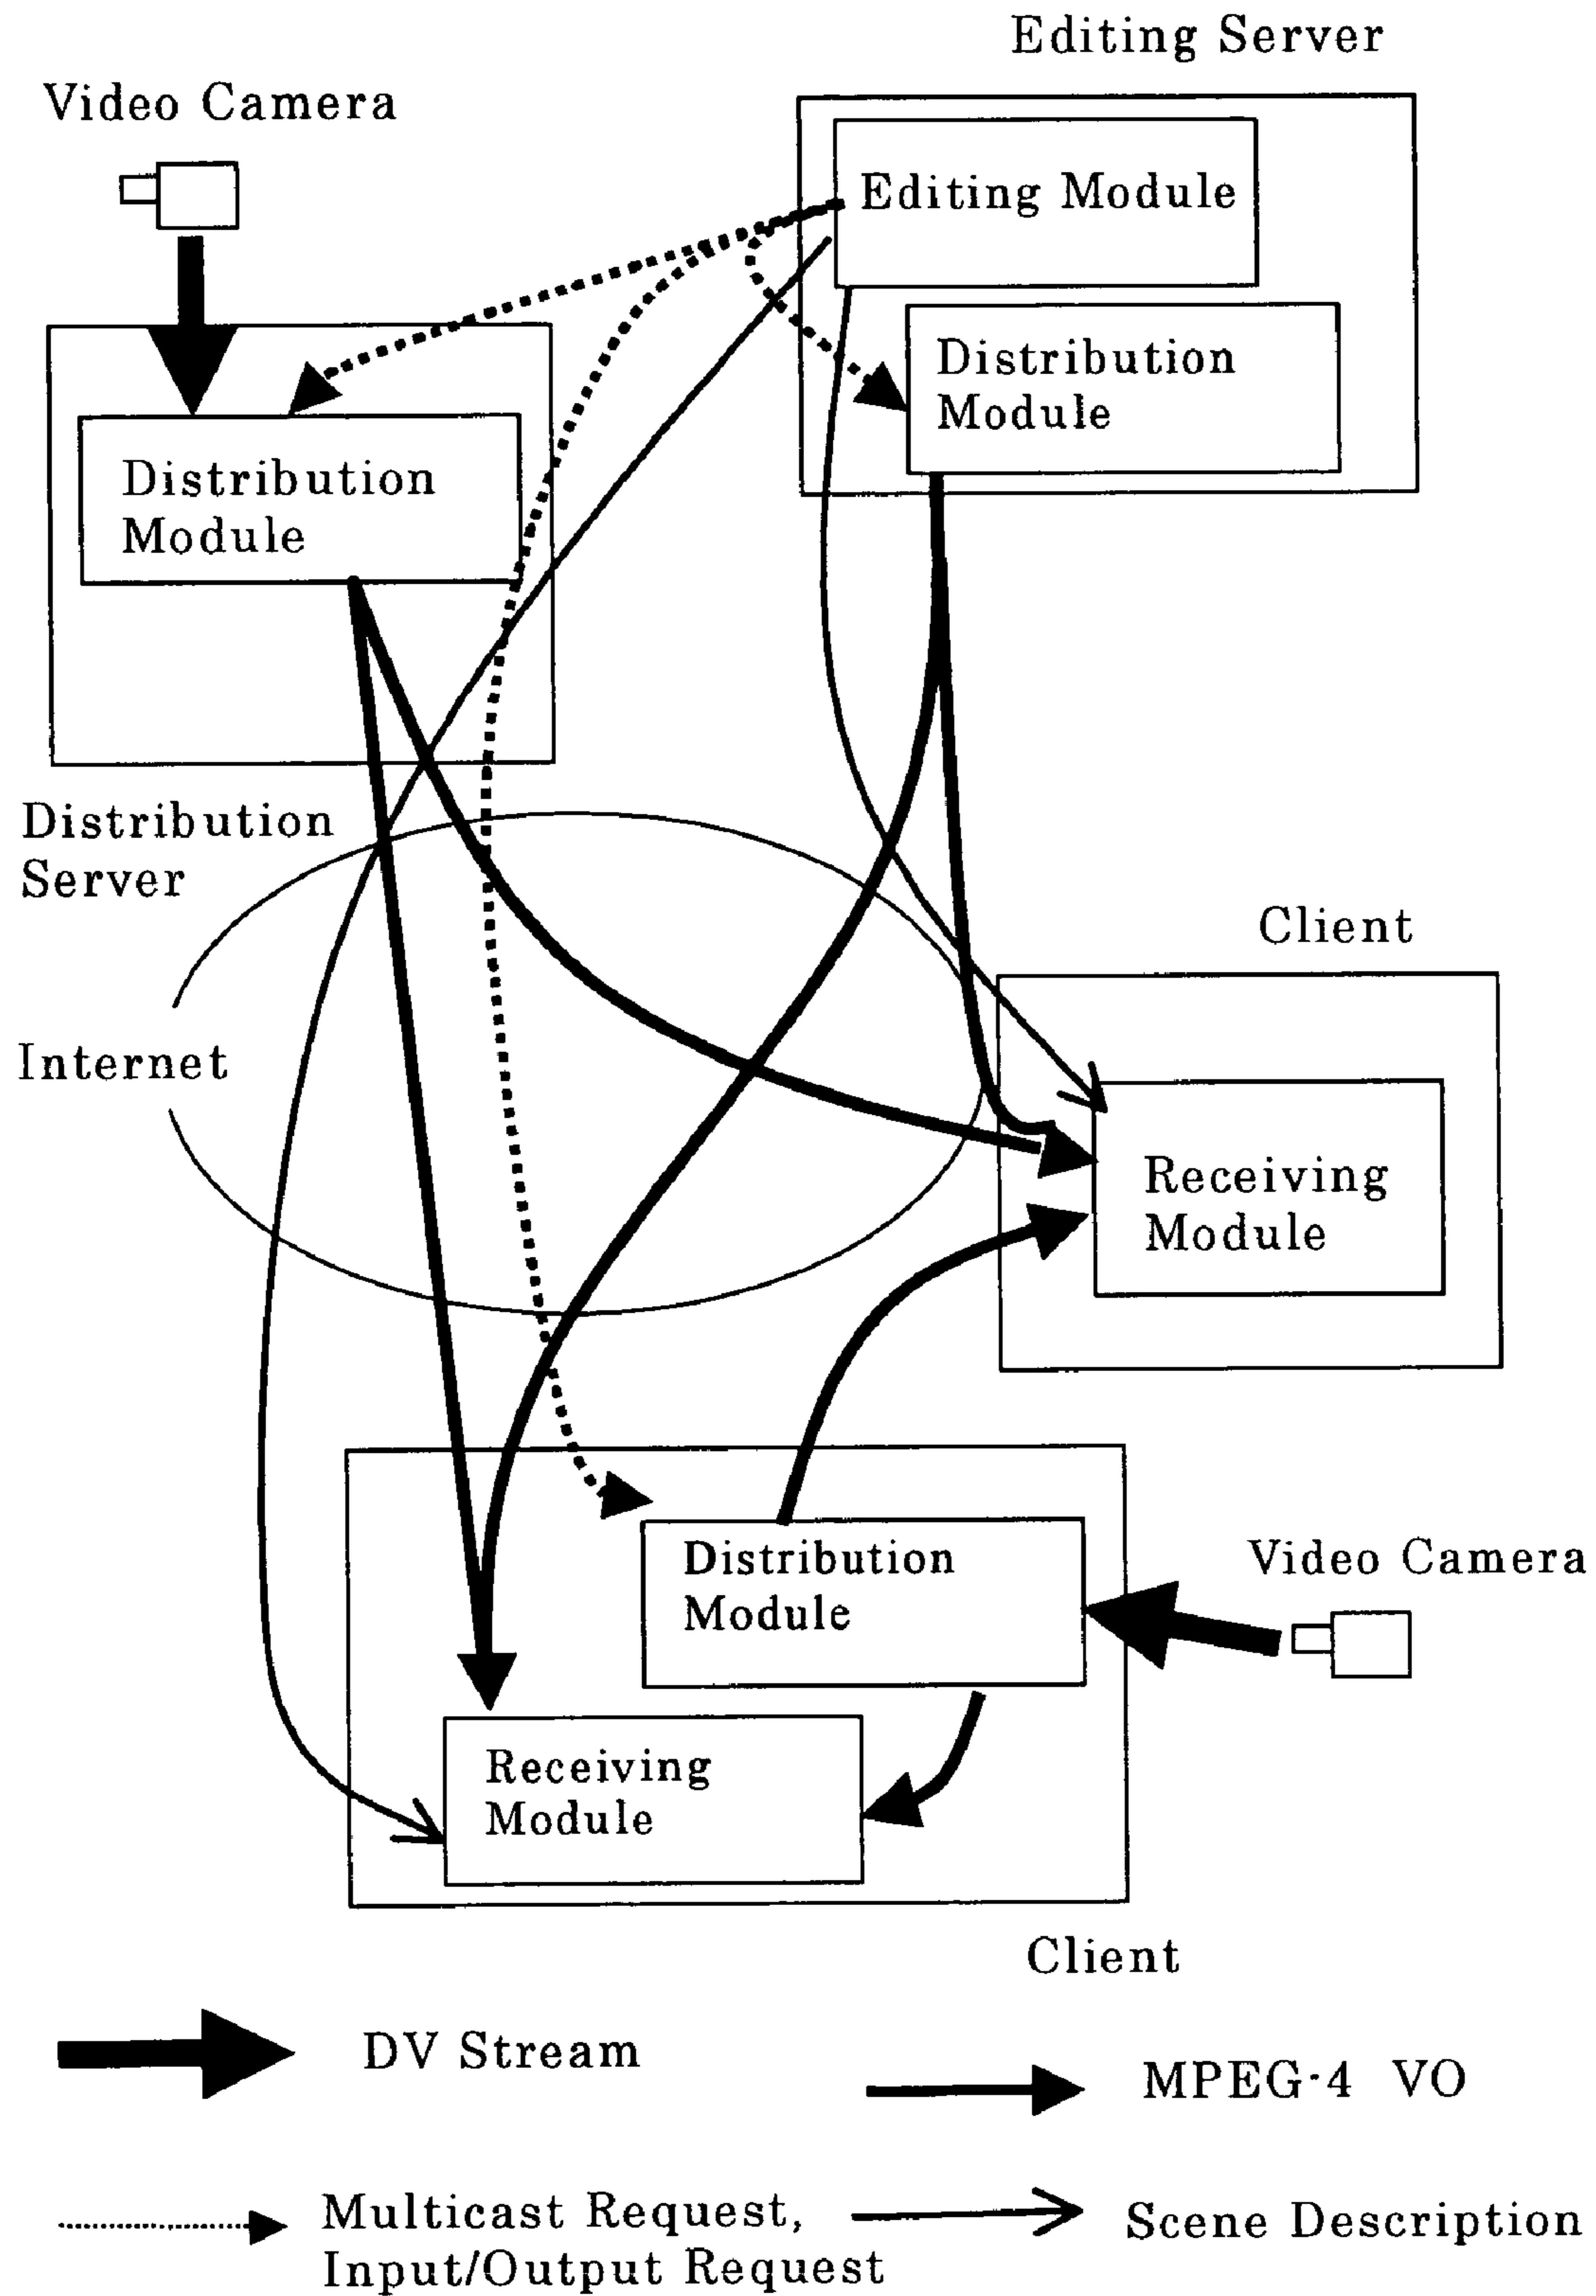 Editing Server
Video Camera
Editing Module
Distribution
Module
Distribution
Module
Distribution
Server
Client
Internet
Receiving
Module
Distribution
Module
Video Camera
Receiving
Module
Client
DV Stream
MPEG-4 VO
Multicast Request,
Input/Output Request
Scene Description